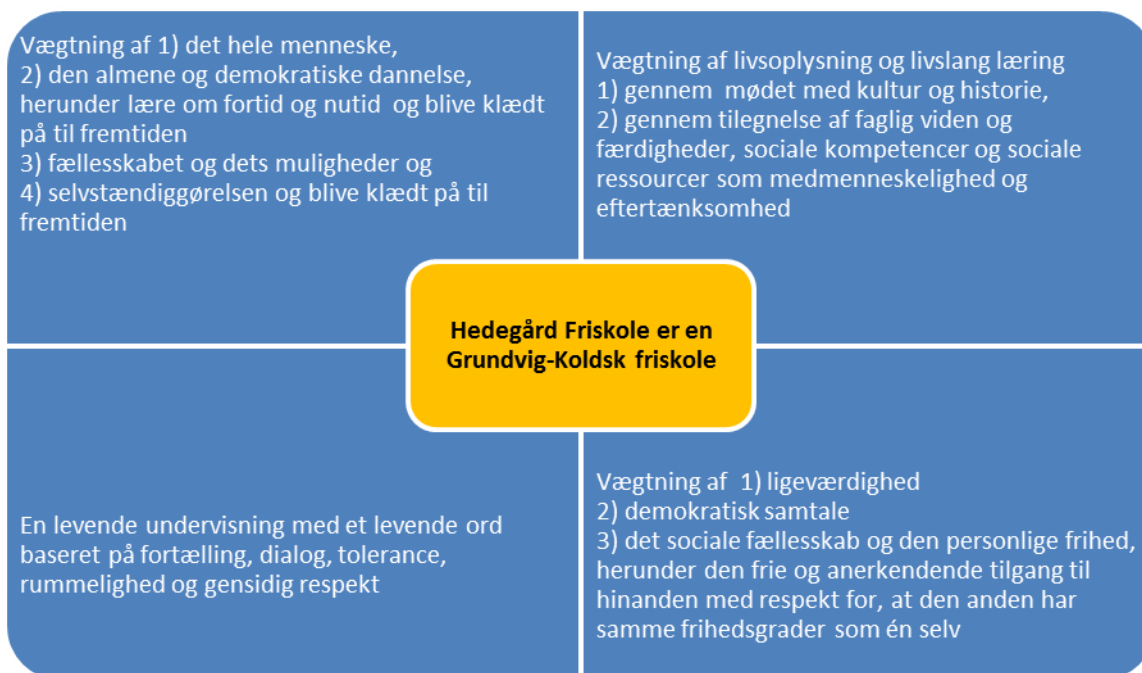 Vægtning af 1) det hele menneske,
2) den almene og demokratiske dannelse,
herunder lære om fortid og nutid og blive klædt
på til fremtiden
3) fællesskabet og dets muligheder og
4) selvstændiggørelsen og blive klædt på til
fremtiden
Vægtning af livsoplysning og livslang læring
1) gennem mødet med kultur og historie,
2) gennem tilegnelse af faglig viden og
færdigheder, sociale kompetencer og sociale
ressourcer som medmenneskelighed og
eftertænksomhed
Hedegård Friskole er en
Grundvig-Koldsk friskole
En levende undervisning med et levende ord
baseret på fortælling, dialog, tolerance,
rummelighed og gensidig respekt
Vægtning af 1) ligeværdighed
2) demokratisk samtale
3) det sociale fællesskab og den personlige frihed,
herunder den frie og anerkendende tilgang til
hinanden med respekt for, at den anden har
samme frihedsgrader som én selv